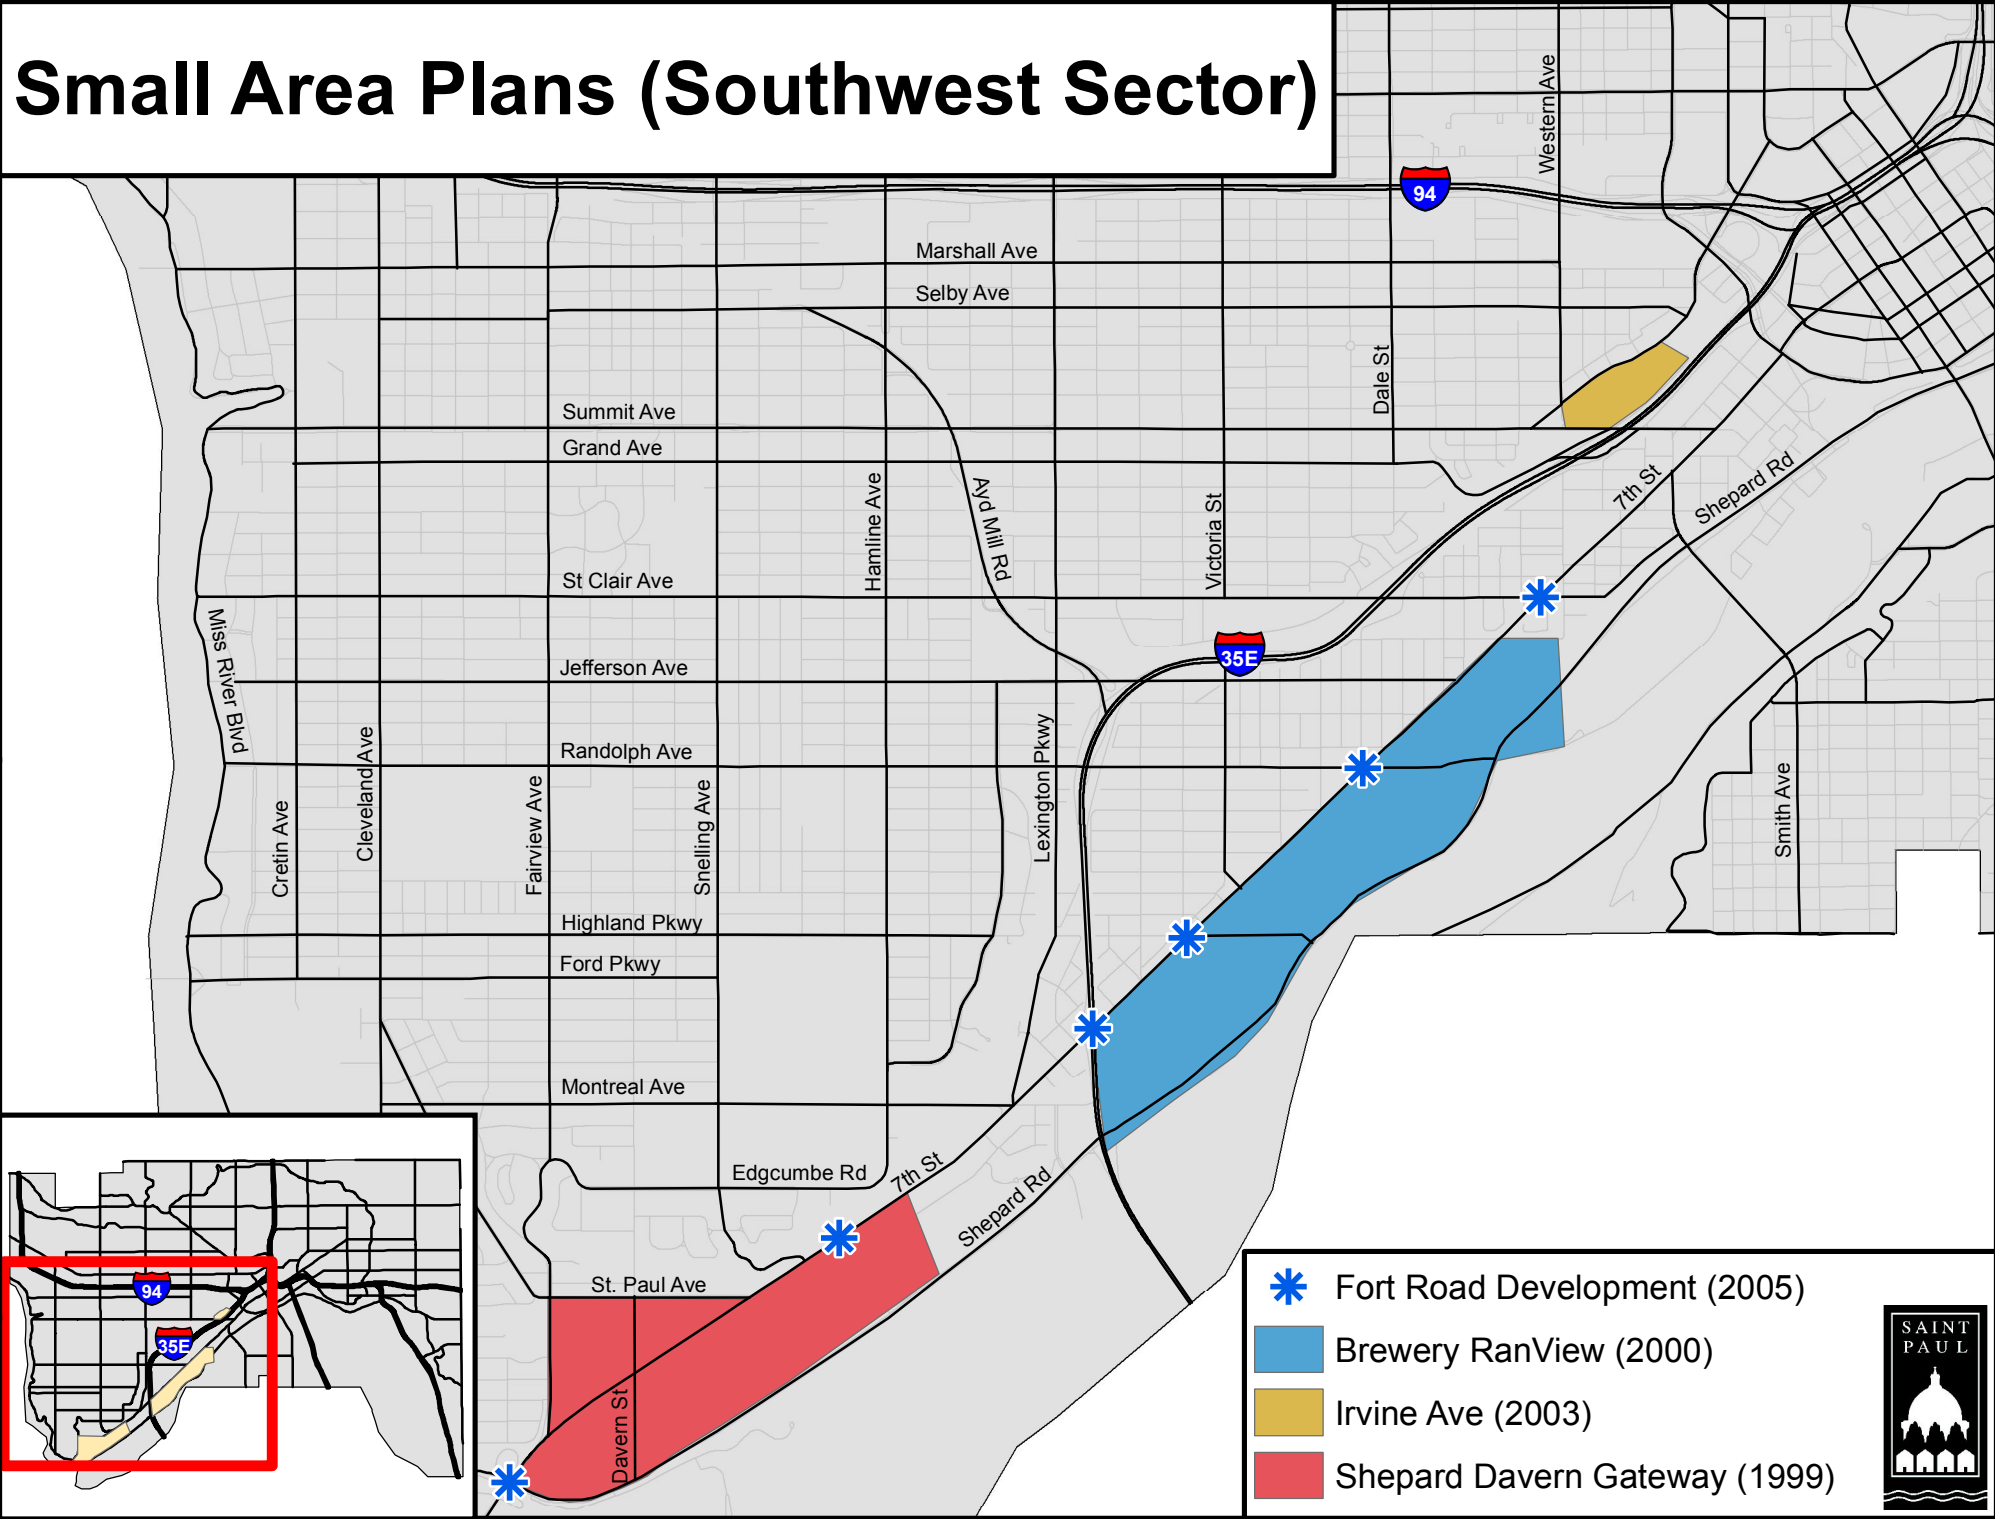 Small Area Plans (Southwest Sector)
Western Ave
94
Marshall Ave
Selby Ave
Dale St
Summit Ave
Grand Ave
Hamline Ave
Ayd Mill Rd
Victoria St
7th St
Shepard Rd
St Clair Ave
Miss River Blvd
35E
Jefferson Ave
Randolph Ave
Cretin Ave
Cleveland Ave
Fairview Ave
Snelling Ave
Lexington Pkwy
Smith Ave
Highland Pkwy
Ford Pkwy
Montreal Ave
Edgcumbe Rd
7th St
Shepard Rd
St. Paul Ave
Davern St
94
35E
Fort Road Development (2005)
Brewery RanView (2000)
Irvine Ave (2003)
Shepard Davern Gateway (1999)
SAINT
PAUL